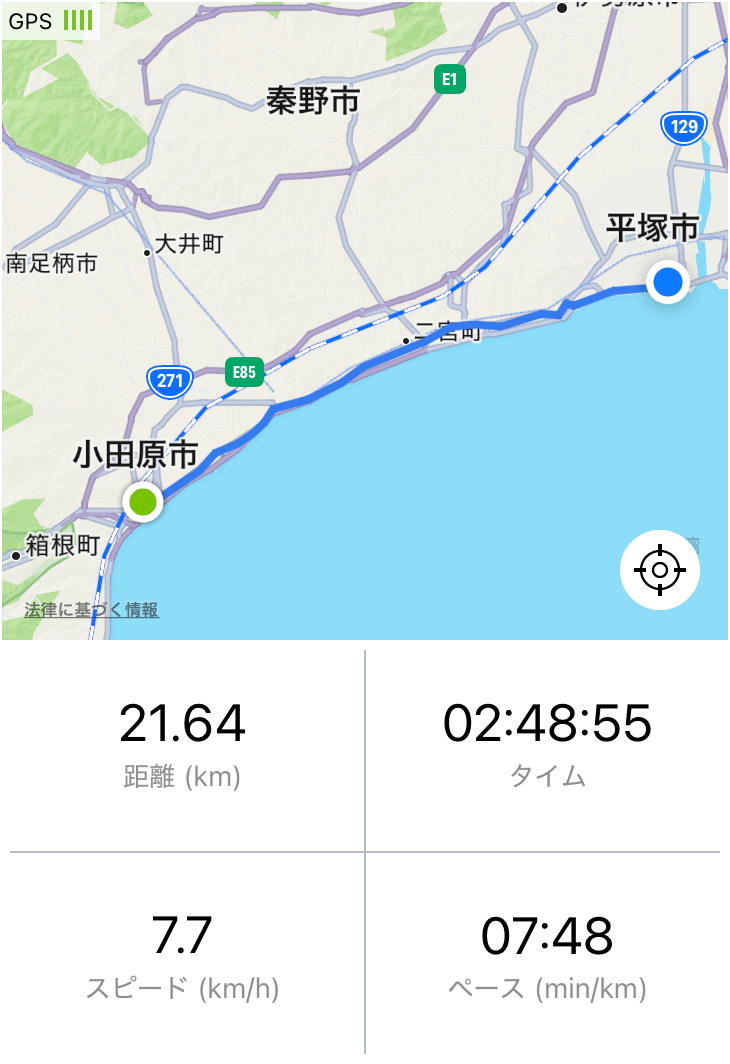 GPS
秦野市
E1
129
平塚市
大井町
南足柄市
二宮町
E85
271
小田原市
箱根町
法律に基づく情報
21.64
距離 (km)
02:48:55
タイム
7.7
スピード (km/h)
07:48
ペース (min/km)